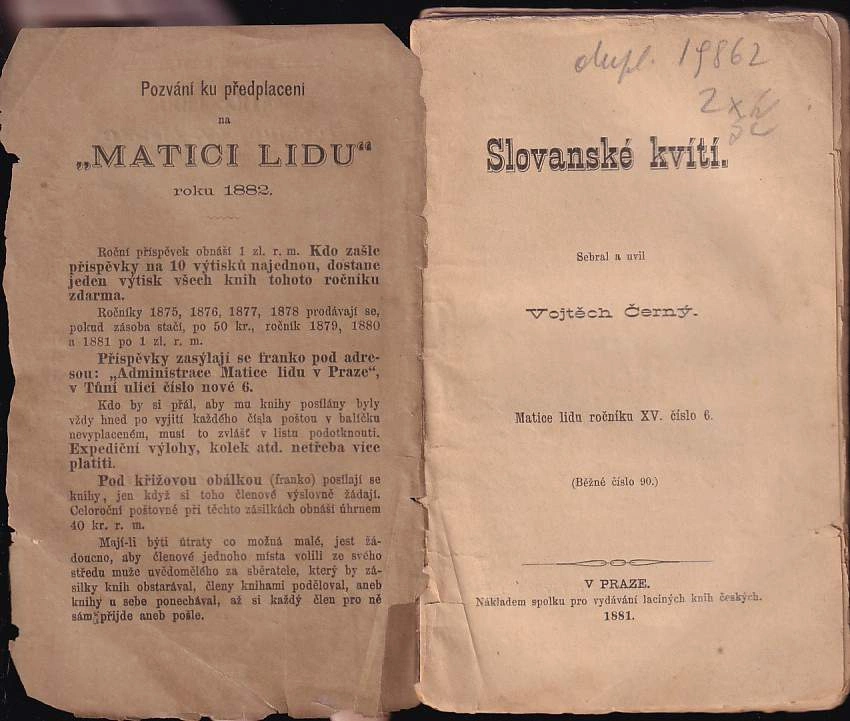 Pozvání ku předplacení
na
„MATICI LIDU“
roku 1882.
Roční příspěvek obnáší 1 zl. r. m. Kdo zašle
příspěvky na 10 výtisků najednou, dostane
jeden výtisk všech knih tohoto ročníku
zdarma.
Ročníky 1875, 1876, 1877, 1878 prodávají se,
pokud zásoba stačí, po 50 kr., ročník 1879, 1880
a 1881 po 1 zl. r. m.
Příspěvky zasýlají se franko pod adre-
sou: „Administrace Matice lidu v Praze“,
v Tůni ulici číslo nové 6.
Kdo by si přál, aby mu knihy posílány byly
vždy hned po vyjití každého čísla poštou v balíčku
nevyplaceném, musí to zvlášť v listu podotknouti.
Expediční výlohy, kolek atd. netřeba více
platiti.
Pod křížovou obálkou (franko) posílají se
knihy, jen když si toho členové výslovně žádají.
Celoroční poštovné při těchto zásilkách obnáší úhrnem
40 kr. r. m.
Mají-li býti útraty co možná malé, jest žá-
doucno, aby členové jednoho místa volili ze svého
středu muže uvědomělého za sběratele, který by zá-
silky knih obstarával, členy knihami poděloval, aneb
knihy u sebe ponechával, až si každý člen pro ně
sám přijde aneb pošle.
dupl. 19862
2x
Slovanské kvítí.
Sebral a uvil
Vojtěch Černý.
Matice lidu ročníku XV. číslo 6.
(Běžné číslo 90.)
V PRAZE.
Nákladem spolku pro vydávání laciných knih českých.
1881.